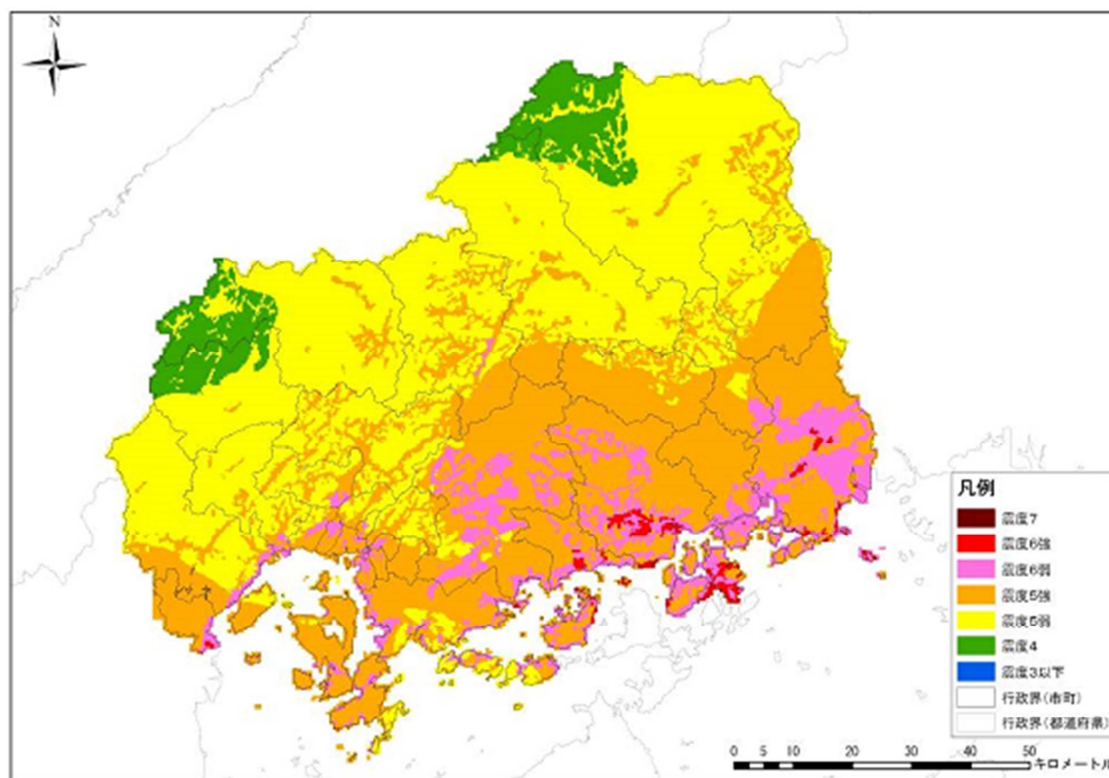 N
凡例
震度7
震度6強
震度6弱
震度5強
震度5弱
震度4
震度3以下
行政界(市町)
行政界(都道府県)
0 5 10 20 30 40 50
キロメートル